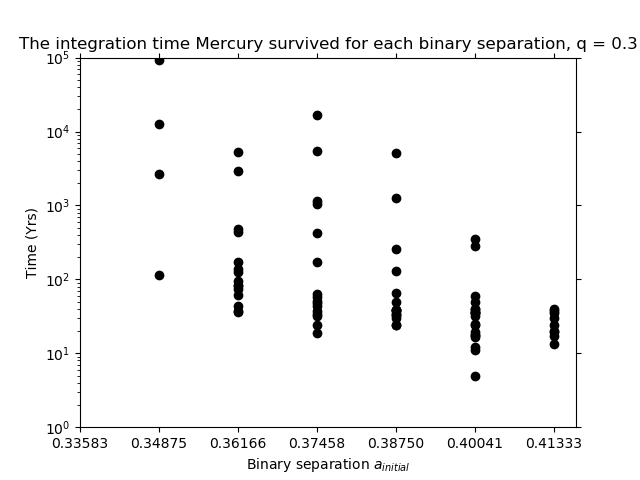 The integration time Mercury survived for each binary separation, q = 0.3
10^5
10^4
10^3
10^2
10^1
10^0
Time (Yrs)
0.33583 0.34875 0.36166 0.37458 0.38750 0.40041 0.41333
Binary separation a_initial